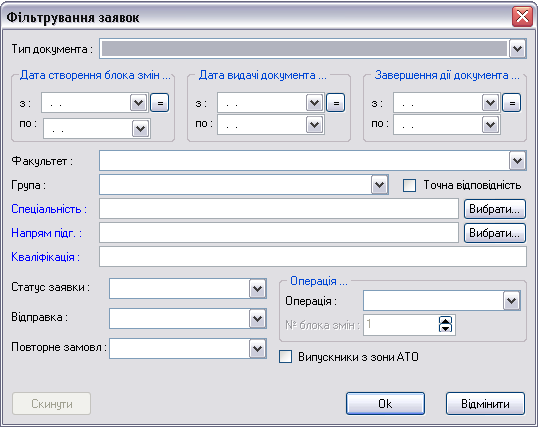 Фільтрування заявок
Тип документа :
Дата створення блока змін ... Дата видачі документа ... Завершення дії документа ...
з : . . = з : . . = з : . . =
по : . . по : . . по : . .
Факультет :
Група : Точна відповідність
Спеціальність : Вибрати...
Напрям підг. : Вибрати...
Кваліфікація :
Статус заявки : Операція ...
Операція :
Відправка : № блока змін : 1
Повторне замовл : Випускники з зони АТО
Скинути Ok Відмінити